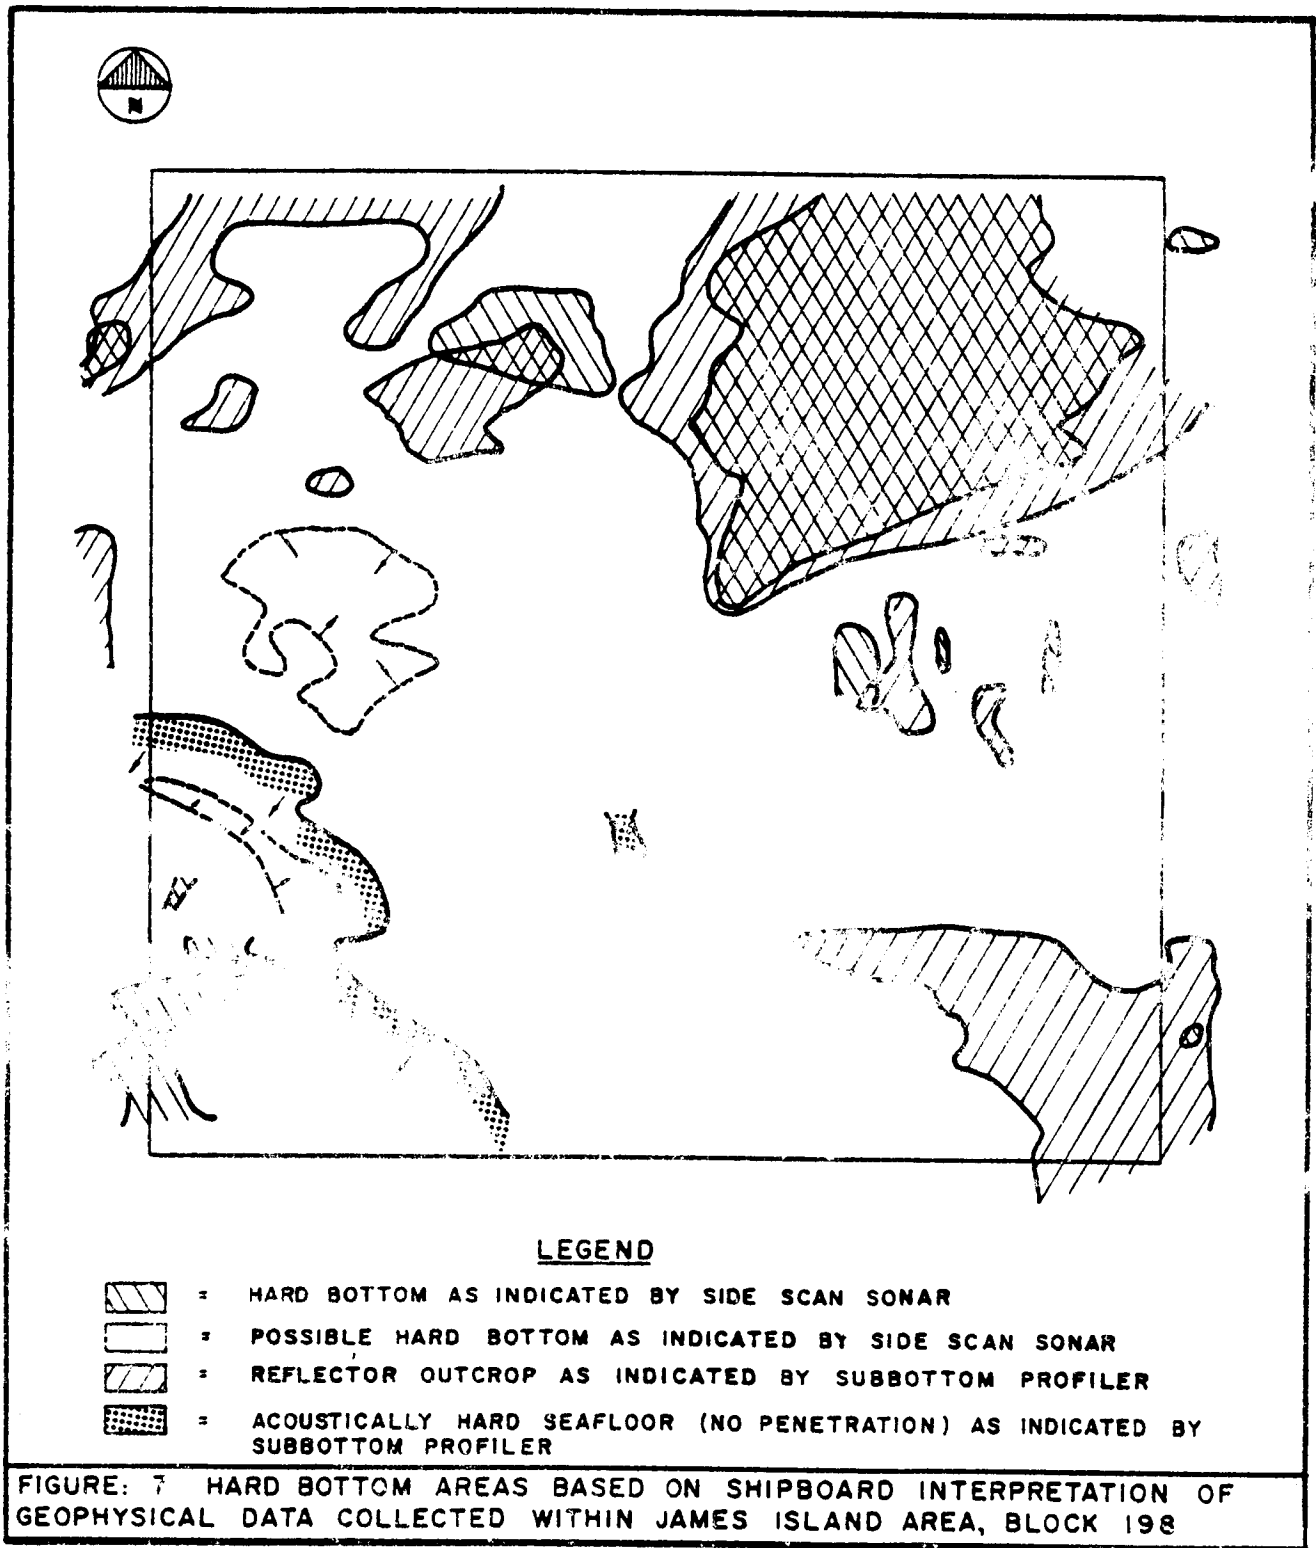 N
LEGEND
= HARD BOTTOM AS INDICATED BY SIDE SCAN SONAR
= POSSIBLE HARD BOTTOM AS INDICATED BY SIDE SCAN SONAR
= REFLECTOR OUTCROP AS INDICATED BY SUBBOTTOM PROFILER
= ACOUSTICALLY HARD SEAFLOOR (NO PENETRATION) AS INDICATED BY
SUBBOTTOM PROFILER
FIGURE: 7 HARD BOTTOM AREAS BASED ON SHIPBOARD INTERPRETATION OF
GEOPHYSICAL DATA COLLECTED WITHIN JAMES ISLAND AREA, BLOCK 198